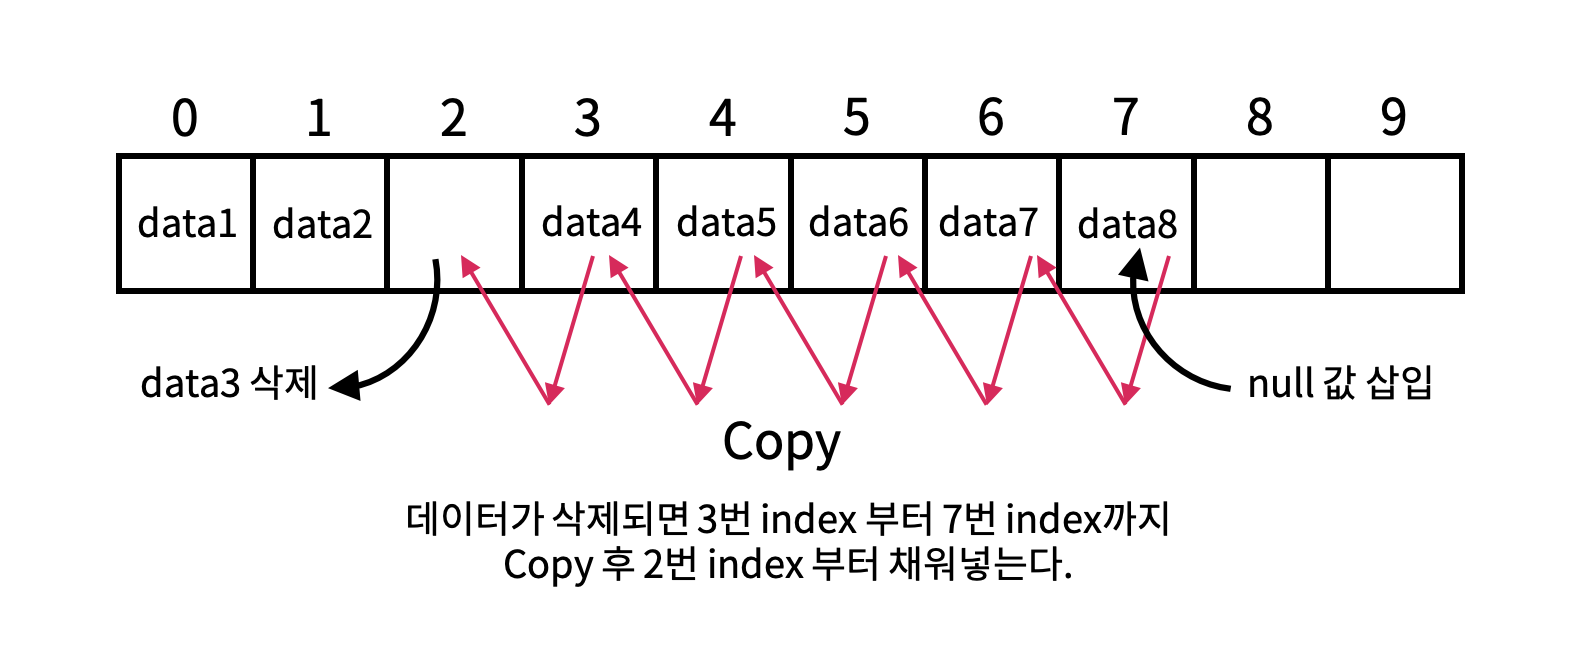 0 1 2 3 4 5 6 7 8 9
data1 data2 data4 data5 data6 data7 data8
data3 삭제
null 값 삽입
Copy
데이터가 삭제되면 3번 index 부터 7번 index까지
Copy 후 2번 index 부터 채워넣는다.